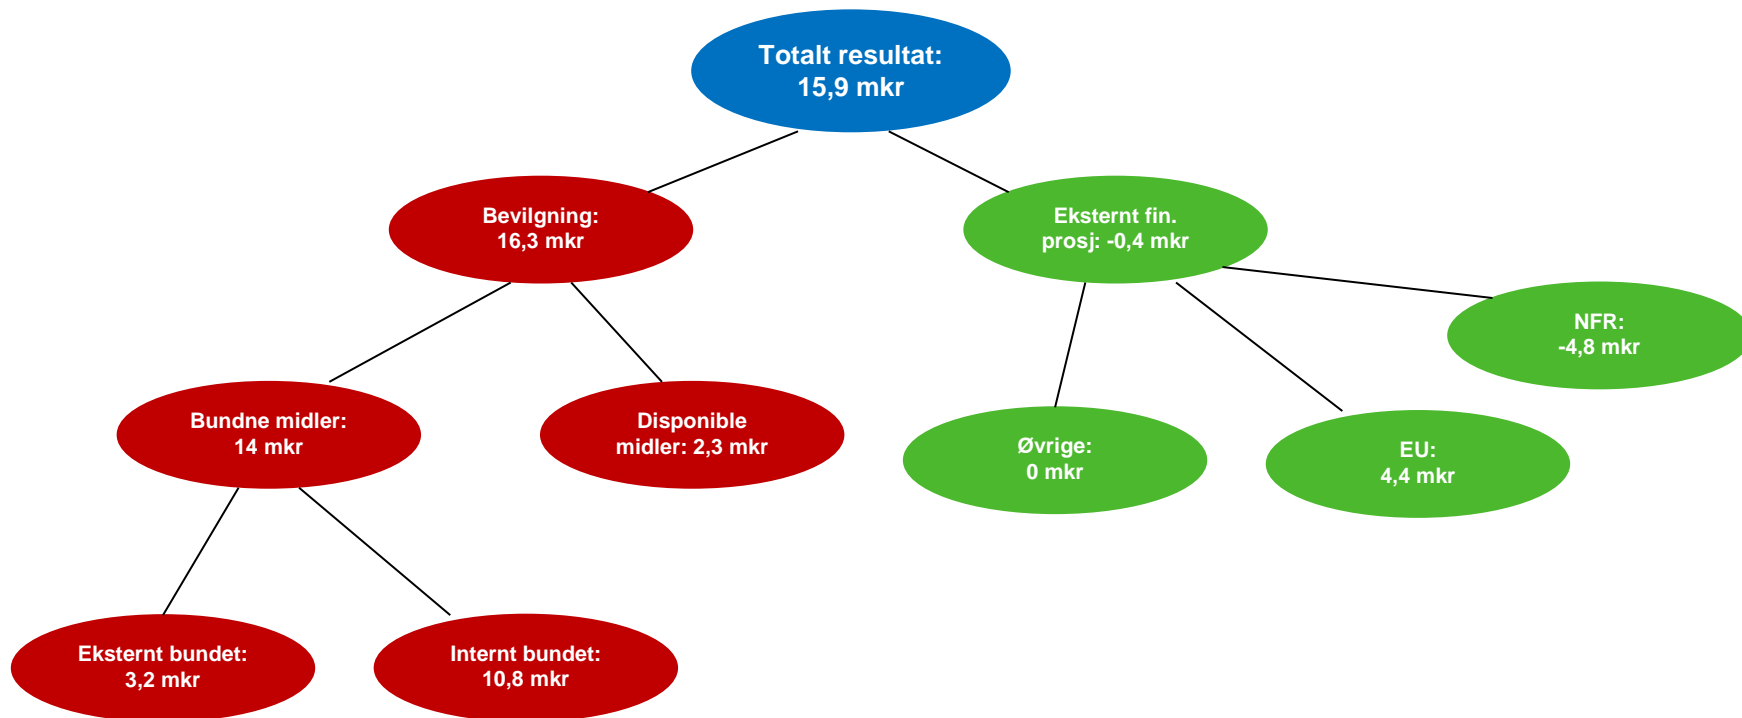 Totalt resultat:
15,9 mkr
Bevilgning:
16,3 mkr
Eksternt fin.
prosj: -0,4 mkr
NFR:
-4,8 mkr
Bundne midler:
14 mkr
Disponible
midler: 2,3 mkr
Øvrige:
0 mkr
EU:
4,4 mkr
Eksternt bundet:
3,2 mkr
Internt bundet:
10,8 mkr